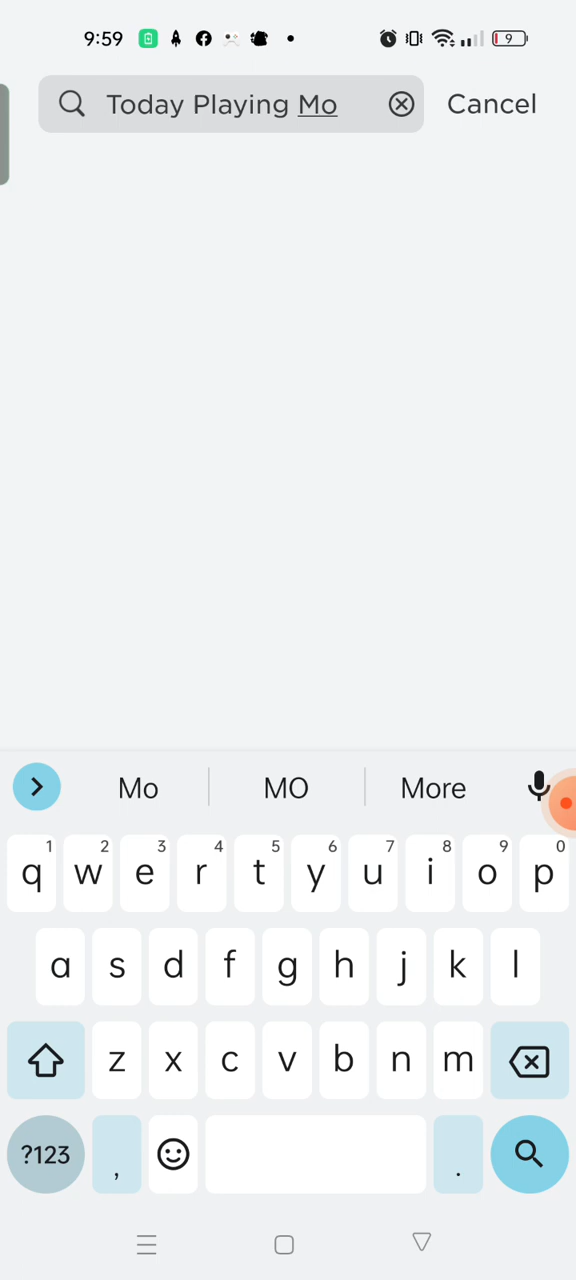 9:59
9
Today Playing Mo
Cancel
Mo MO More
1 2 3 4 5 6 7 8 9 0
q w e r t y u i o p
a s d f g h j k l
z x c v b n m
?123 , .